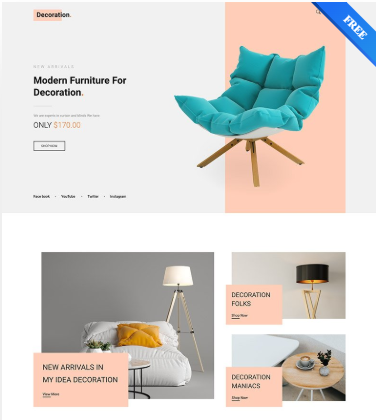 Decoration.
FREE
NEW ARRIVALS
Modern Furniture For
Decoration.
ONLY $170.00
SHOP NOW
Facebook • YouTube • Twitter • Instagram
NEW ARRIVALS IN
MY IDEA DECORATION
View More
DECORATION
FOLKS
Shop Now
DECORATION
MANIACS
Shop Now